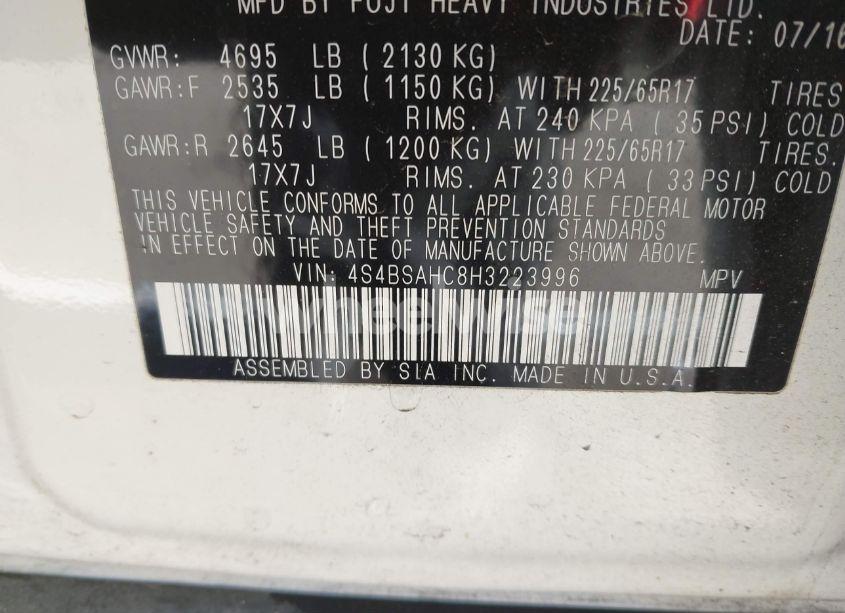 MFD BY FUJI HEAVY INDUSTRIES LTD.
DATE: 07/16
GVWR: 4695 LB ( 2130 KG)
GAWR:F 2535 LB ( 1150 KG) WITH 225/65R17 TIRES
17X7J RIMS. AT 240 KPA ( 35 PSI) COLD
GAWR:R 2645 LB ( 1200 KG) WITH 225/65R17 TIRES.
17X7J RIMS. AT 230 KPA ( 33 PSI) COLD
THIS VEHICLE CONFORMS TO ALL APPLICABLE FEDERAL MOTOR
VEHICLE SAFETY AND THEFT PREVENTION STANDARDS
IN EFFECT ON THE DATE OF MANUFACTURE SHOWN ABOVE.
VIN: 4S4BSAHC8H3223996 MPV
ASSEMBLED BY SIA INC. MADE IN U.S.A.